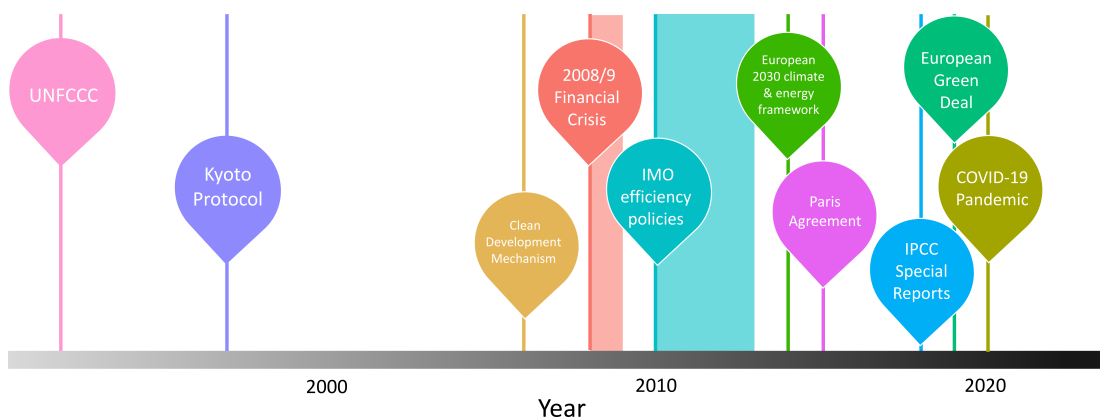 UNFCCC
Kyoto
Protocol
Clean
Development
Mechanism
2008/9
Financial
Crisis
IMO
efficiency
policies
European
2030 climate
& energy
framework
Paris
Agreement
IPCC
Special
Reports
European
Green
Deal
COVID-19
Pandemic
2000
2010
2020
Year